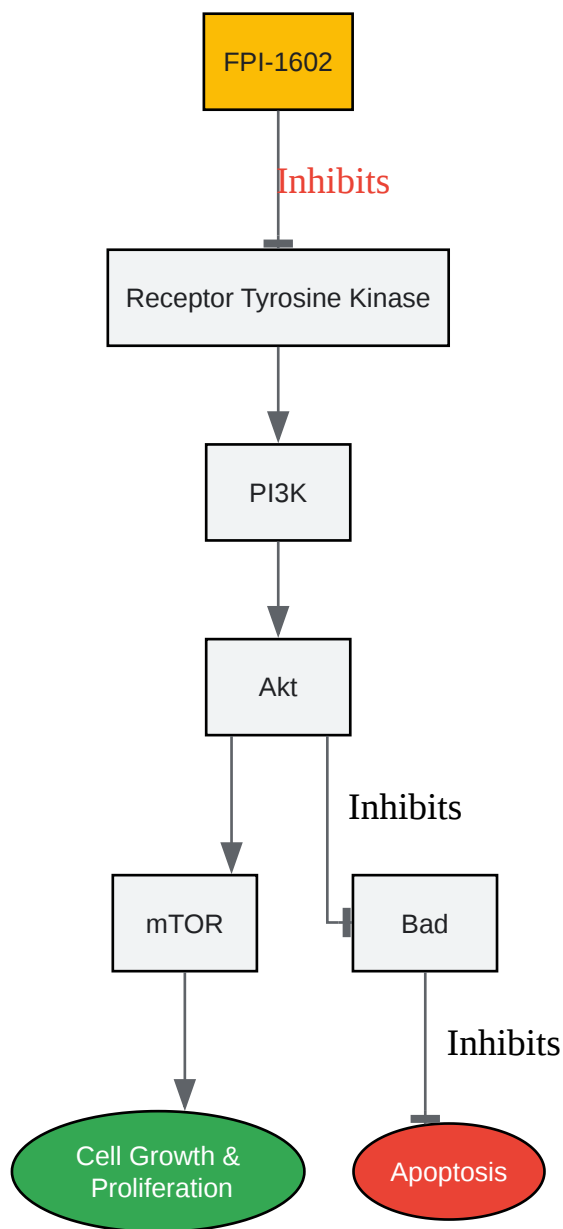 FPI-1602
Inhibits
Receptor Tyrosine Kinase
PI3K
Akt
Inhibits
mTOR
Bad
Inhibits
Cell Growth &
Proliferation
Apoptosis